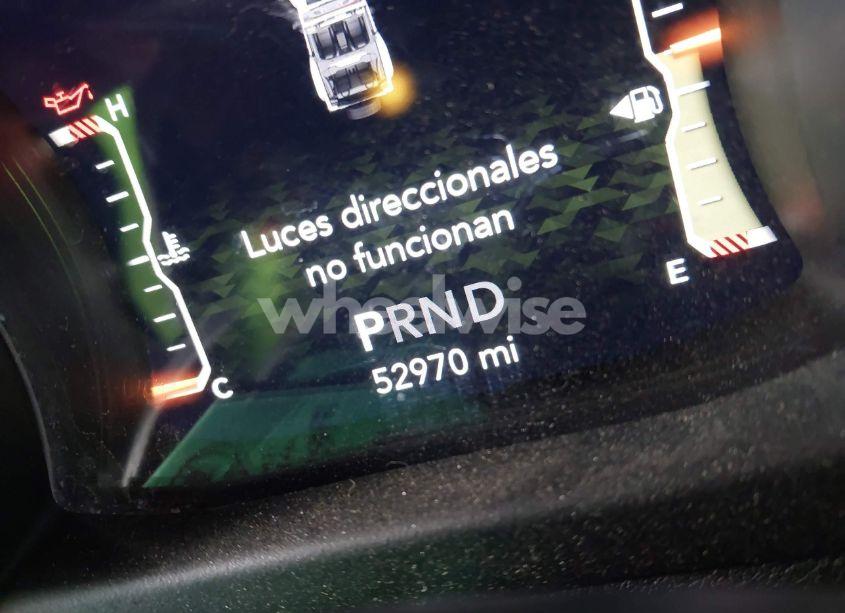 H
Luces direccionales
no funcionan
E
PRND
wheelwise
52970 mi
C